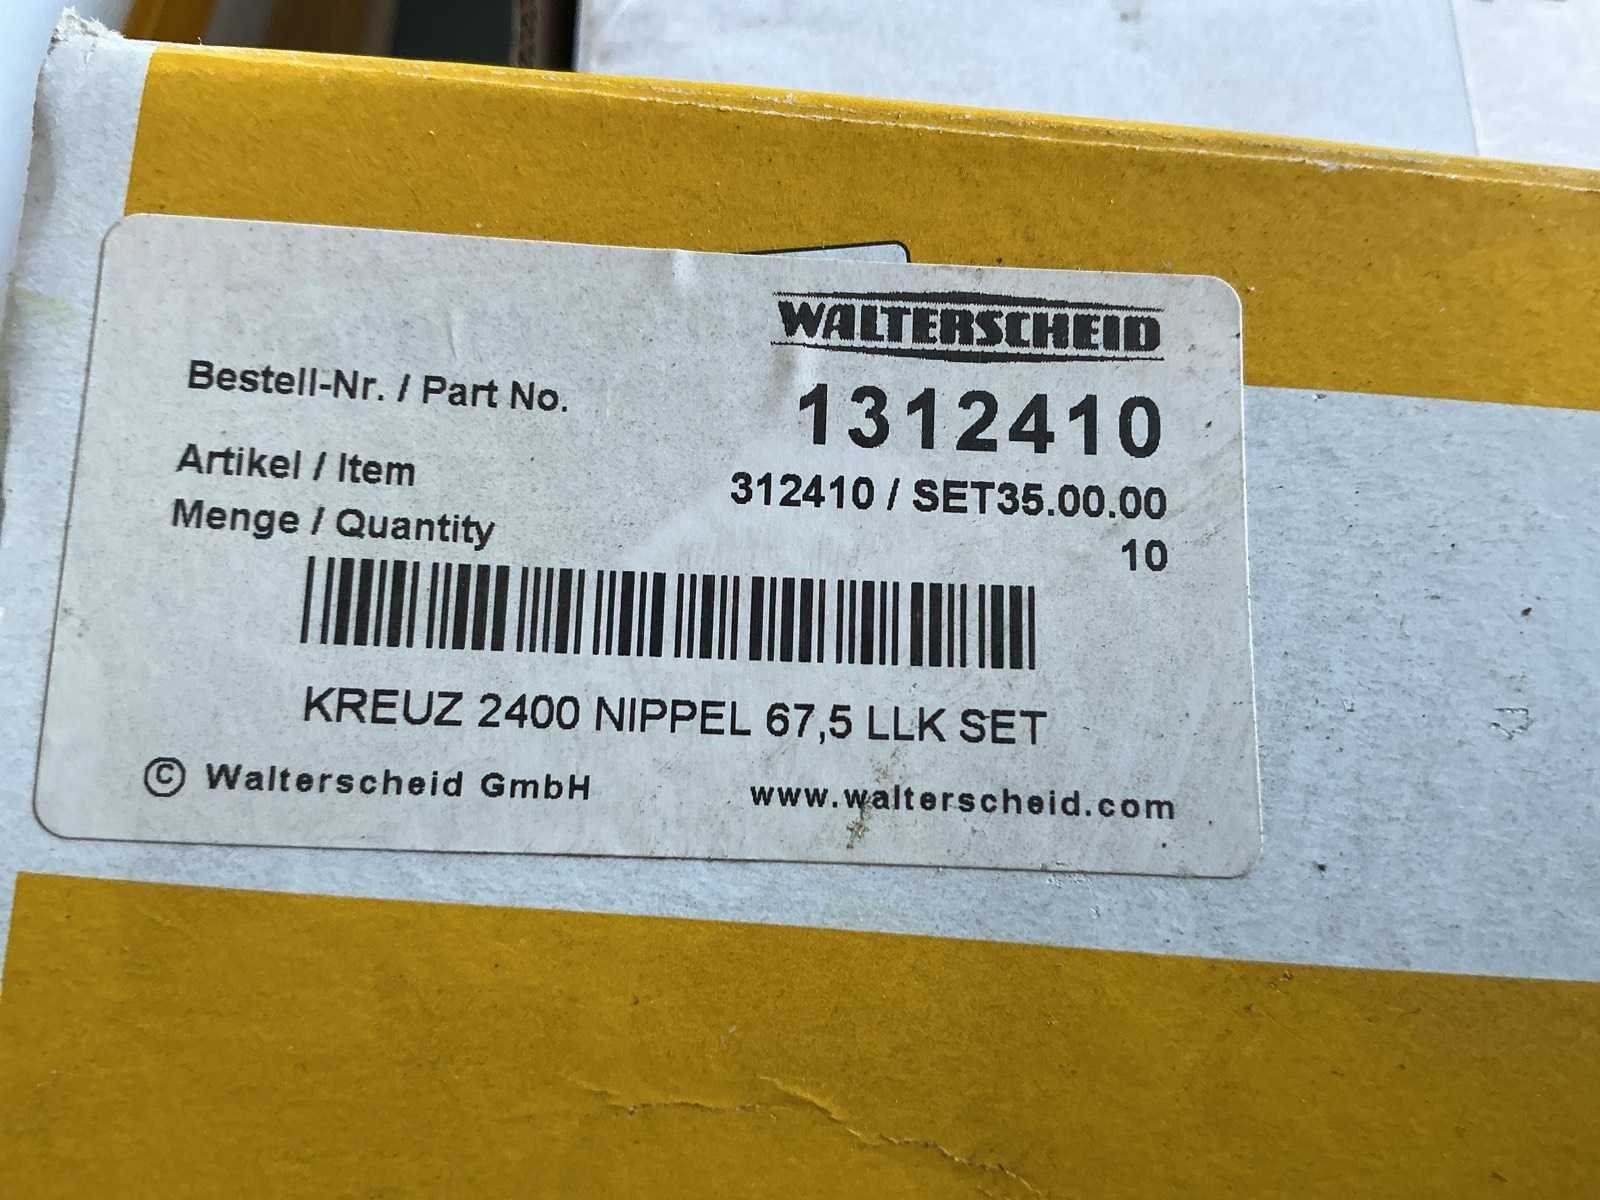 WALTERSCHEID
Bestell-Nr. / Part No. 1312410
Artikel / Item 312410 / SET35.00.00
Menge / Quantity 10
KREUZ 2400 NIPPEL 67,5 LLK SET
© Walterscheid GmbH www.walterscheid.com